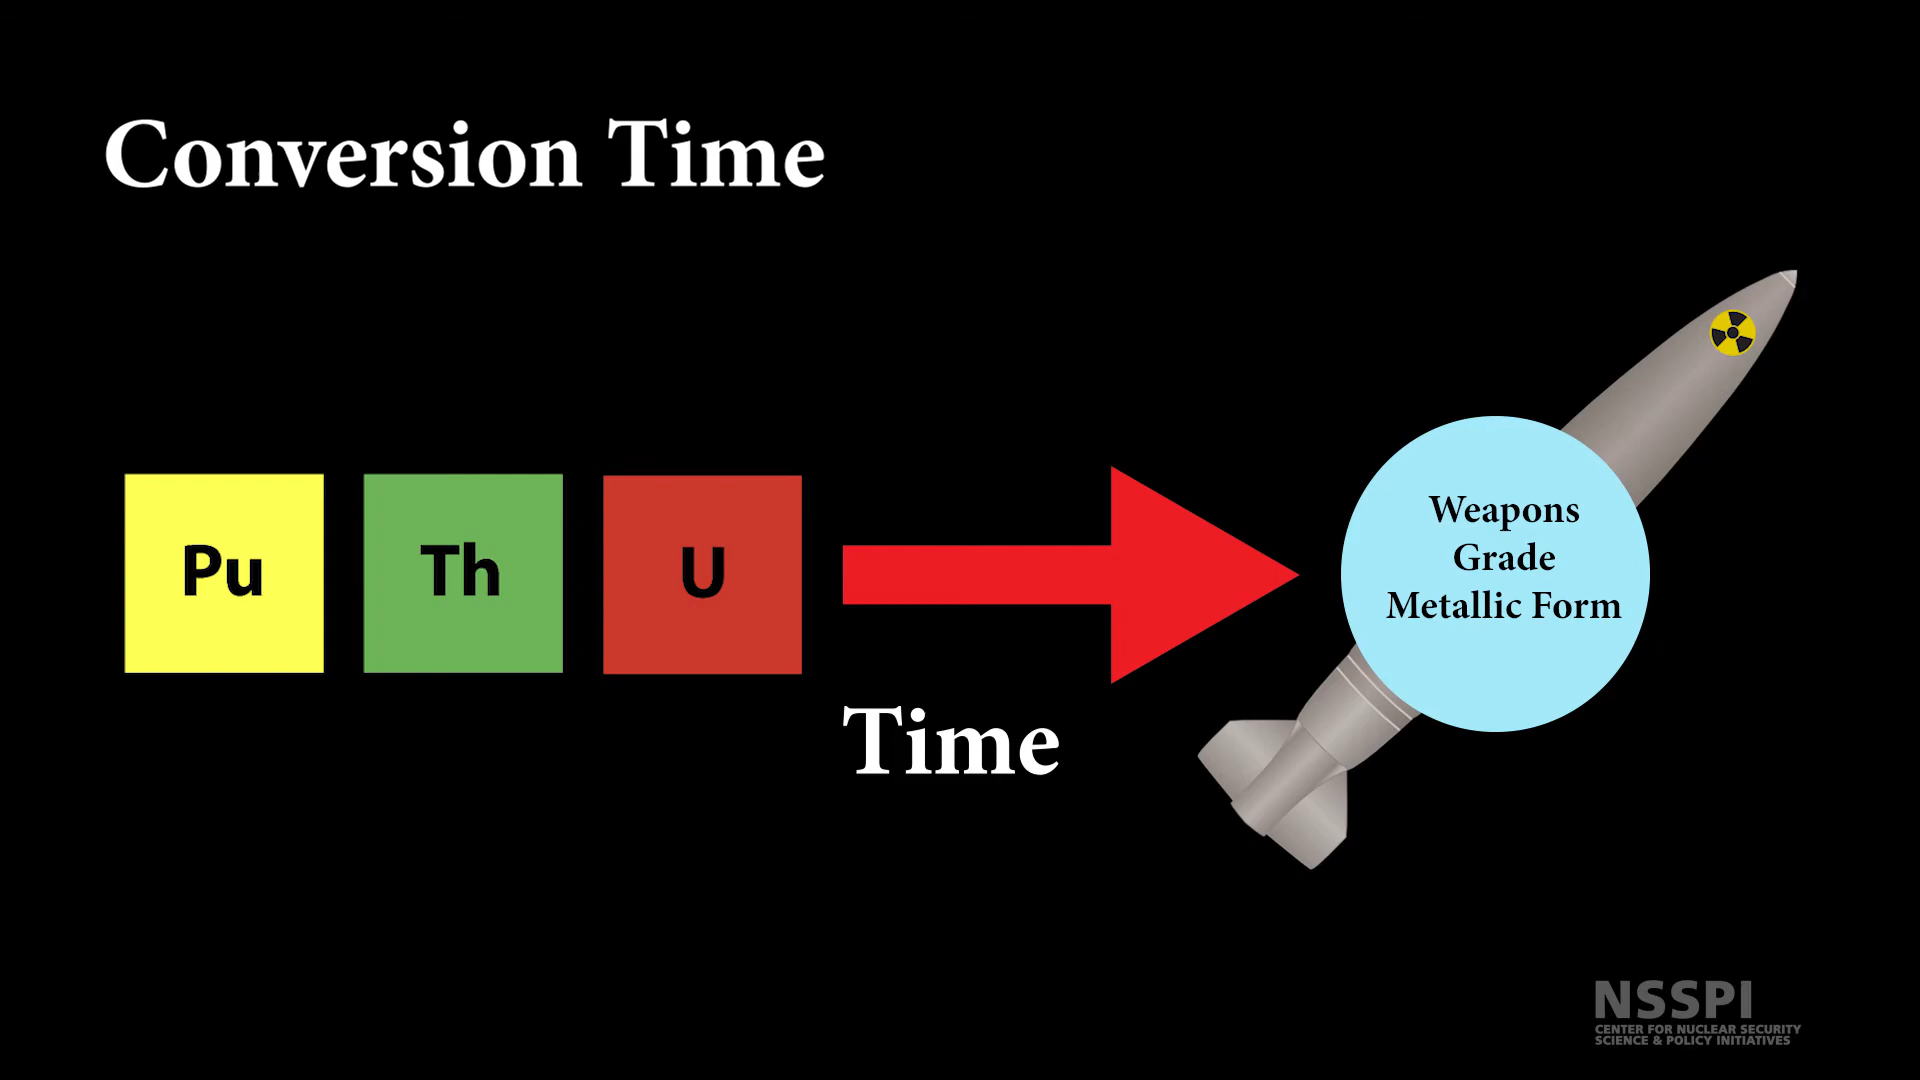 Conversion Time
Pu
Th
U
Time
Weapons
Grade
Metallic Form
NSSPI
CENTER FOR NUCLEAR SECURITY
SCIENCE & POLICY INITIATIVES